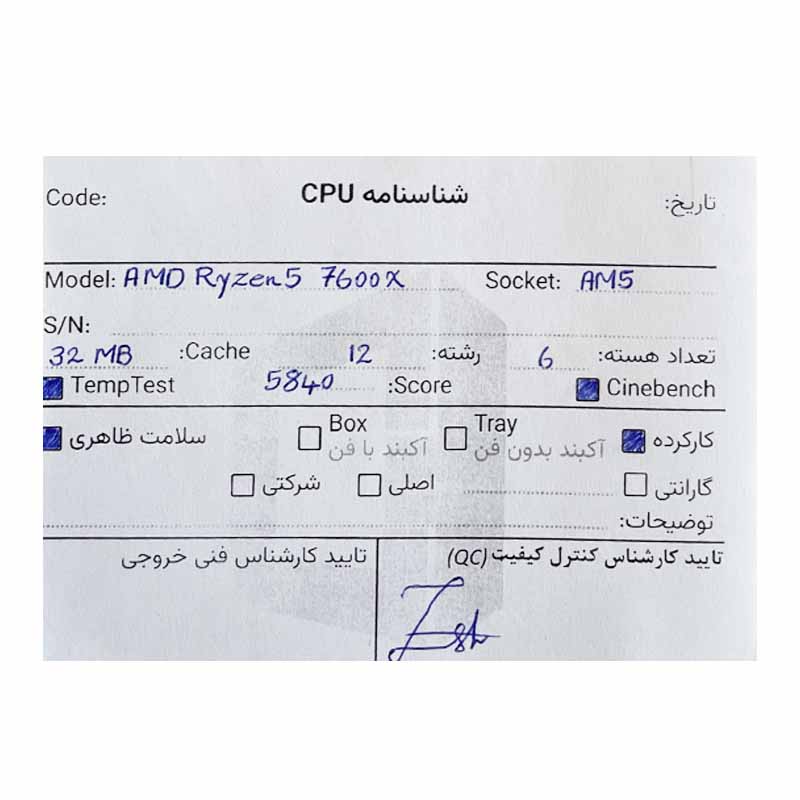 تاریخ: شناسنامه CPU Code:
Model: AMD Ryzen 5 7600X Socket: AM5
S/N:
تعداد هسته: 6 رشته: 12 Cache: 32 MB
Cinebench Score: 5840 TempTest
کارکرده Tray آکبند بدون فن Box آکبند با فن سلامت ظاهری
گارانتی اصلی شرکتی
توضیحات:
تایید کارشناس کنترل کیفیت (QC) تایید کارشناس فنی خروجی